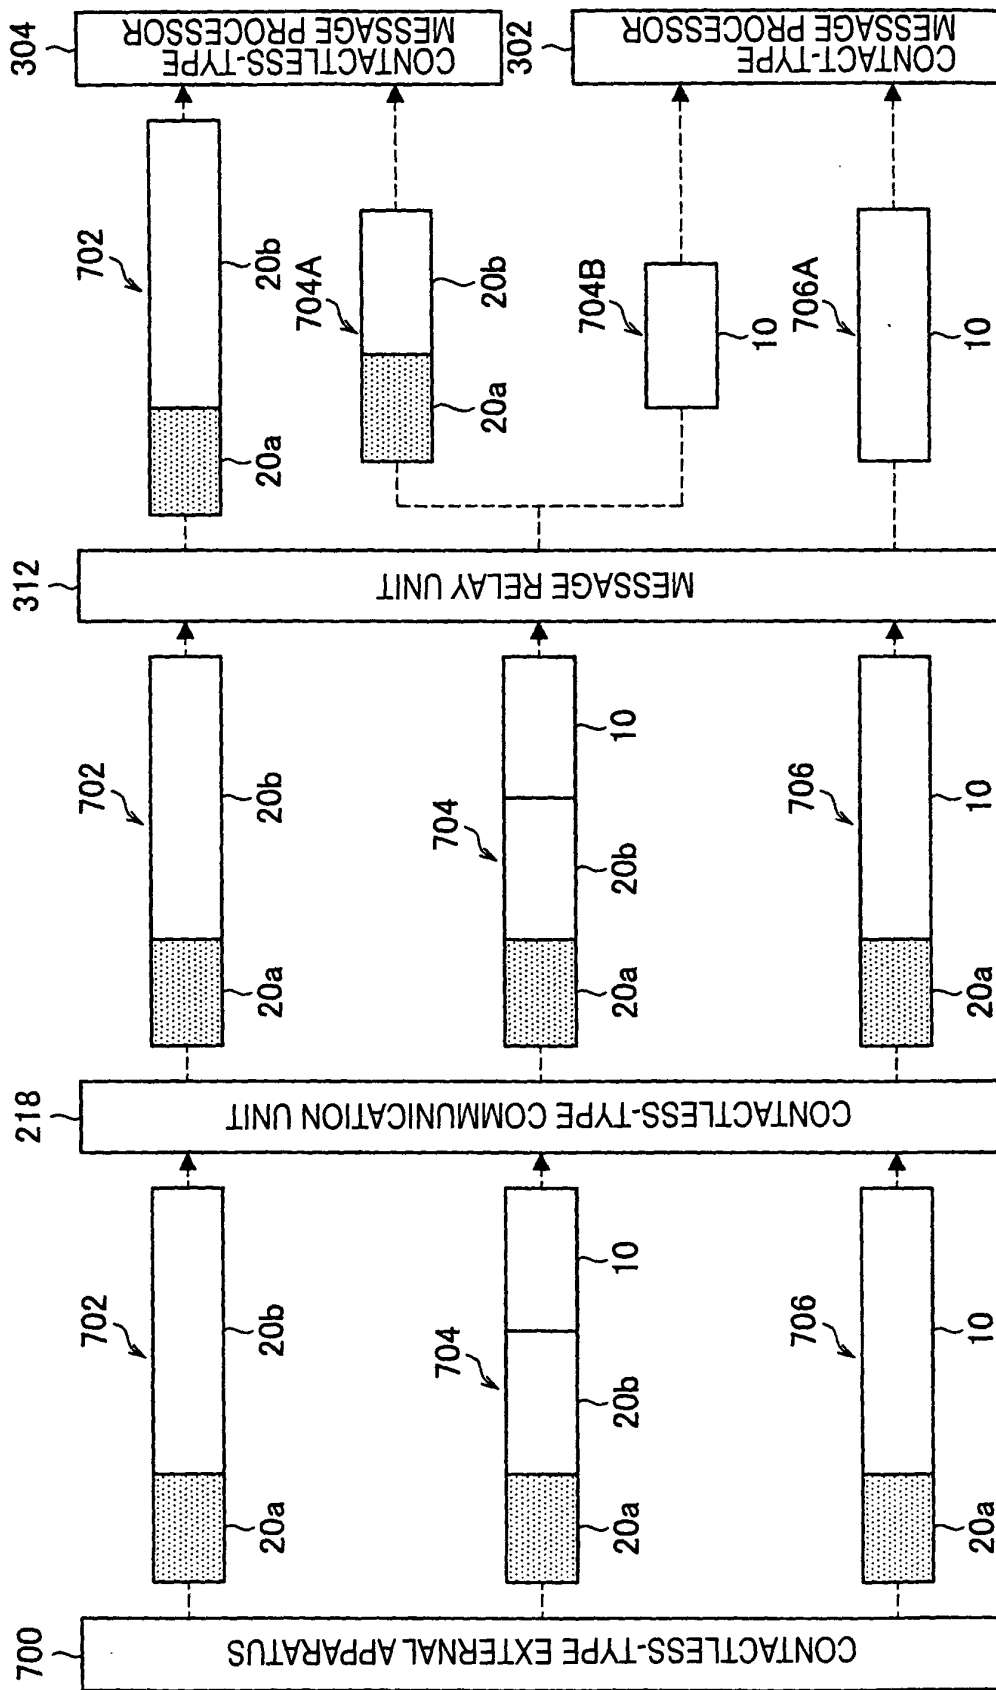 700
CONTACTLESS-TYPE EXTERNAL APPARATUS
702
20a
20b
704
20a
20b
10
706
20a
10
218
CONTACTLESS-TYPE COMMUNICATION UNIT
702
20a
20b
704
20a
20b
10
706
20a
10
312
MESSAGE RELAY UNIT
702
20a
20b
704A
20a
20b
704B
10
706A
10
304
CONTACTLESS-TYPE
MESSAGE PROCESSOR
302
CONTACT-TYPE
MESSAGE PROCESSOR